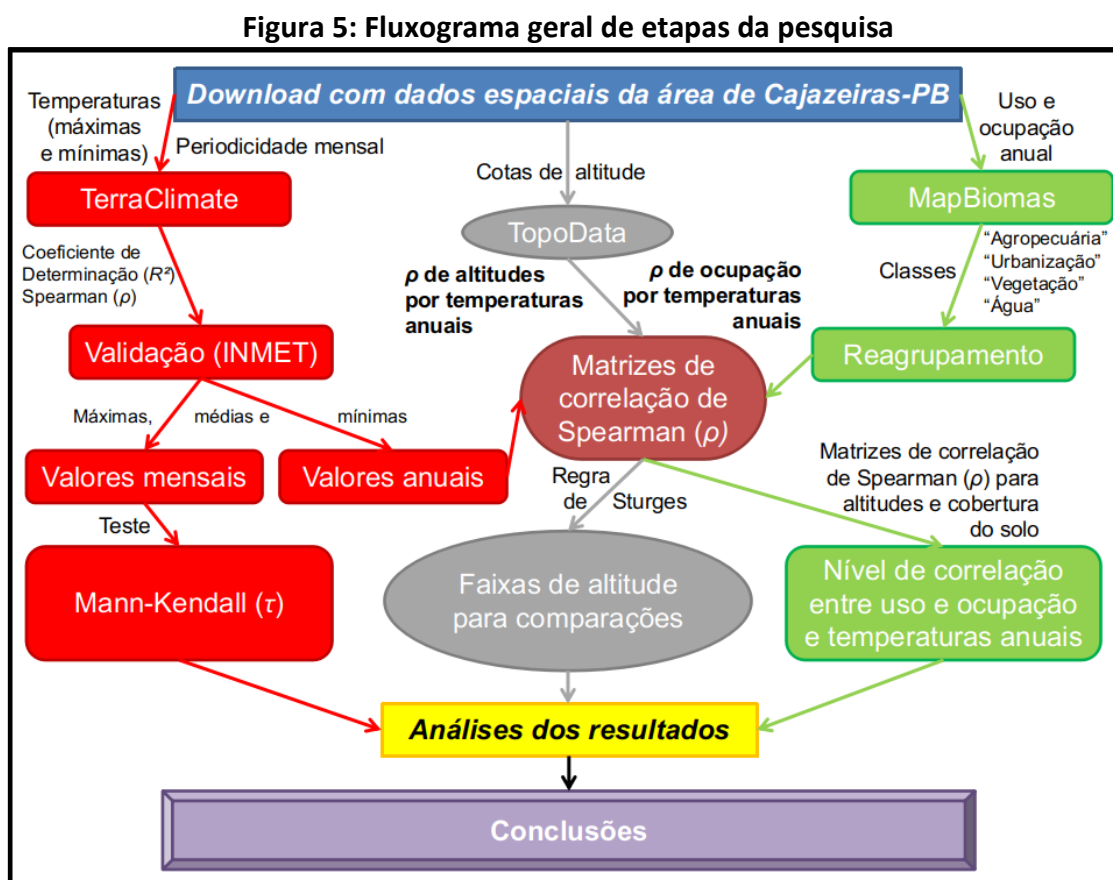 Figura 5: Fluxograma geral de etapas da pesquisa
Download com dados espaciais da área de Cajazeiras-PB
Temperaturas
(máximas
e mínimas)
Periodicidade mensal
Cotas de altitude
Uso e
ocupação
anual
TerraClimate
TopoData
MapBiomas
Coeficiente de
Determinação (R²)
Spearman (ρ)
ρ de altitudes
por temperaturas
anuais
ρ de ocupação
por temperaturas
anuais
Classes
“Agropecuária”
“Urbanização”
“Vegetação”
“Água”
Validação (INMET)
Matrizes de
correlação de
Spearman (ρ)
Reagrupamento
Máximas, médias e mínimas
Valores mensais
Valores anuais
Regra
de Sturges
Matrizes de correlação
de Spearman (ρ) para
altitudes e cobertura
do solo
Teste
Mann-Kendall (τ)
Faixas de altitude
para comparações
Nível de correlação
entre uso e ocupação
e temperaturas anuais
Análises dos resultados
Conclusões